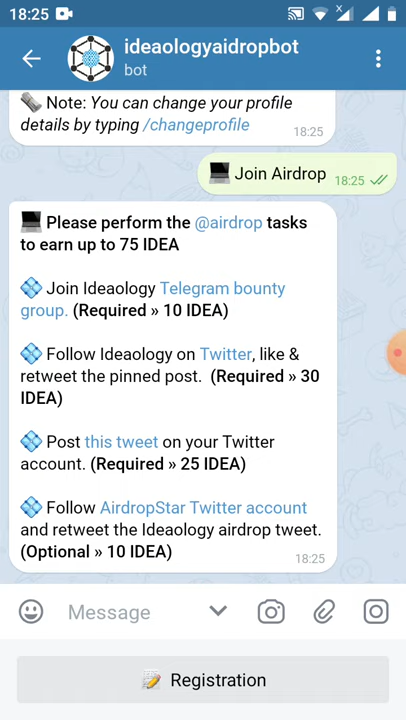 18:25
ideaologyaidropbot
bot
Note: You can change your profile
details by typing /changeprofile
18:25
Join Airdrop 18:25
Please perform the @airdrop tasks
to earn up to 75 IDEA
Join Ideaology Telegram bounty
group. (Required » 10 IDEA)
Follow Ideaology on Twitter, like &
retweet the pinned post. (Required » 30
IDEA)
Post this tweet on your Twitter
account. (Required » 25 IDEA)
Follow AirdropStar Twitter account
and retweet the Ideaology airdrop tweet.
(Optional » 10 IDEA)
18:25
Message
Registration